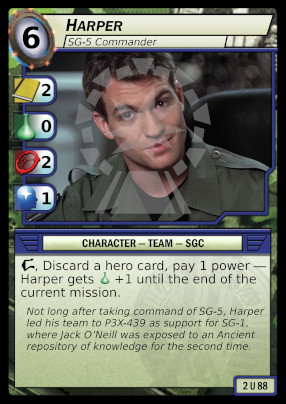 HARPER
6
SG-5 COMMANDER
2
0
2
1
CHARACTER — TEAM — SGC
, Discard a hero card, pay 1 power —
Harper gets +1 until the end of the
current mission.
Not long after taking command of SG-5, Harper
led his team to P3X-439 as support for SG-1,
where Jack O'Neill was exposed to an Ancient
repository of knowledge for the second time.
2 U 88